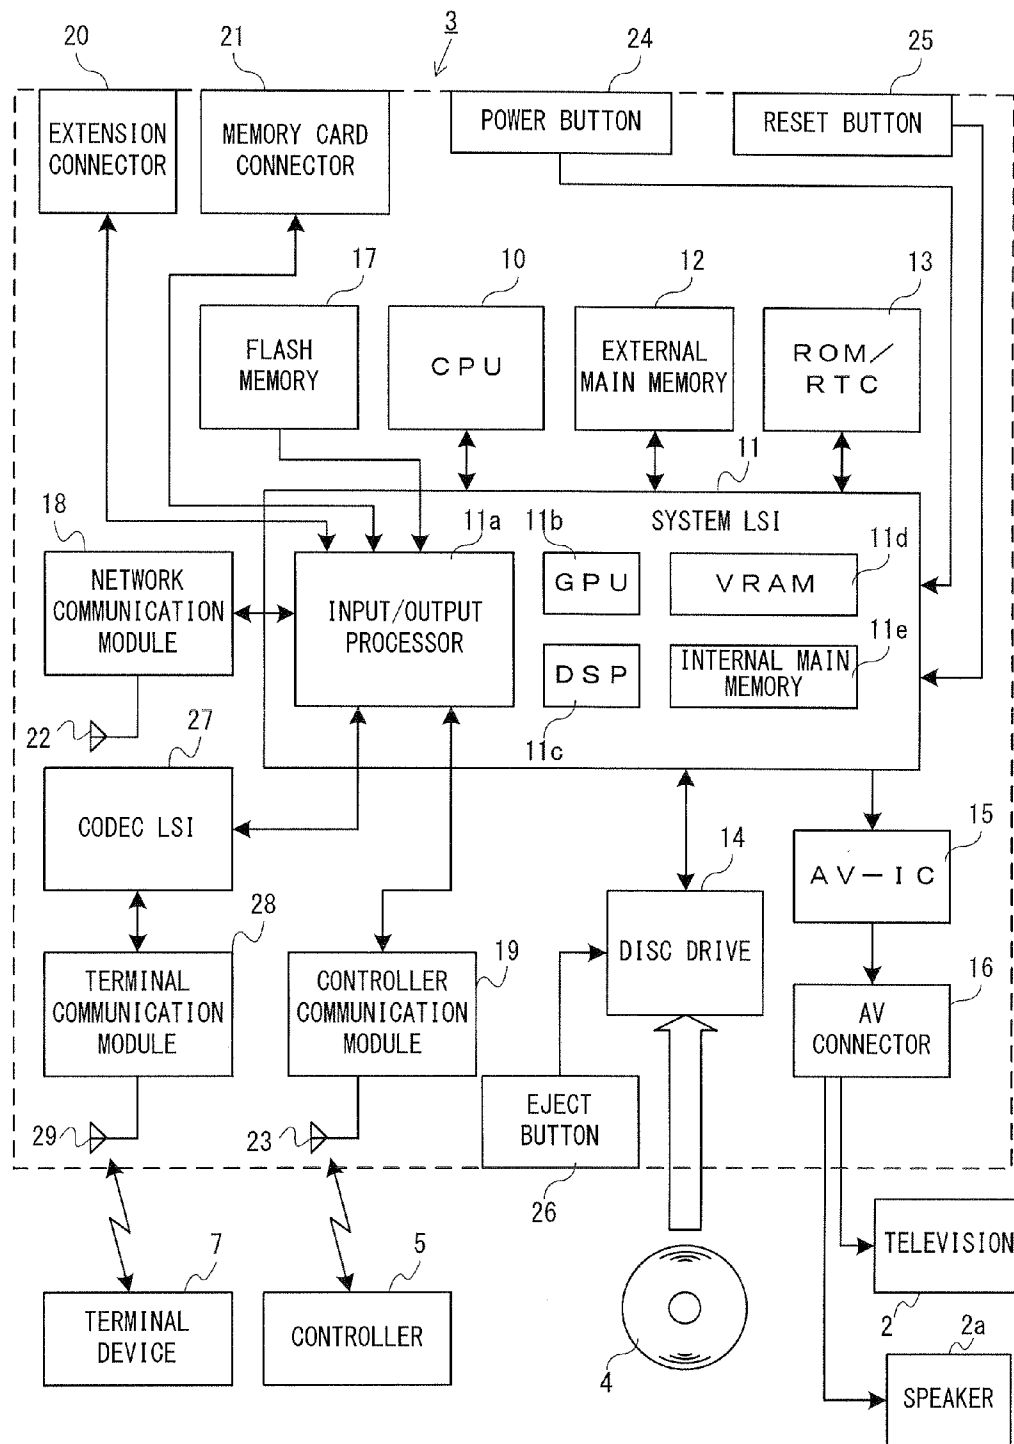 3
20
21
24
25
EXTENSION
CONNECTOR
MEMORY CARD
CONNECTOR
POWER BUTTON
RESET BUTTON
17
10
12
13
FLASH
MEMORY
CPU
EXTERNAL
MAIN MEMORY
ROM/
RTC
11
SYSTEM LSI
18
11a
11b
11d
NETWORK
COMMUNICATION
MODULE
INPUT/OUTPUT
PROCESSOR
GPU
VRAM
11e
DSP
INTERNAL MAIN
MEMORY
11c
22
27
CODEC LSI
14
15
AV-IC
28
19
DISC DRIVE
16
TERMINAL
COMMUNICATION
MODULE
CONTROLLER
COMMUNICATION
MODULE
AV
CONNECTOR
29
23
EJECT
BUTTON
26
7
5
TELEVISION
2
TERMINAL
DEVICE
CONTROLLER
4
2a
SPEAKER